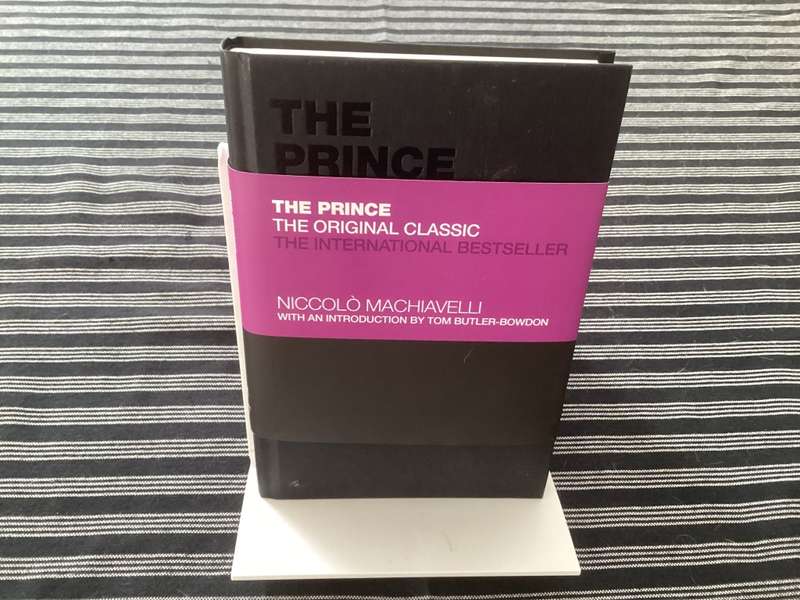 THE
PRINCE
THE PRINCE
THE ORIGINAL CLASSIC
THE INTERNATIONAL BESTSELLER
NICCOLÒ MACHIAVELLI
WITH AN INTRODUCTION BY TOM BUTLER-BOWDON